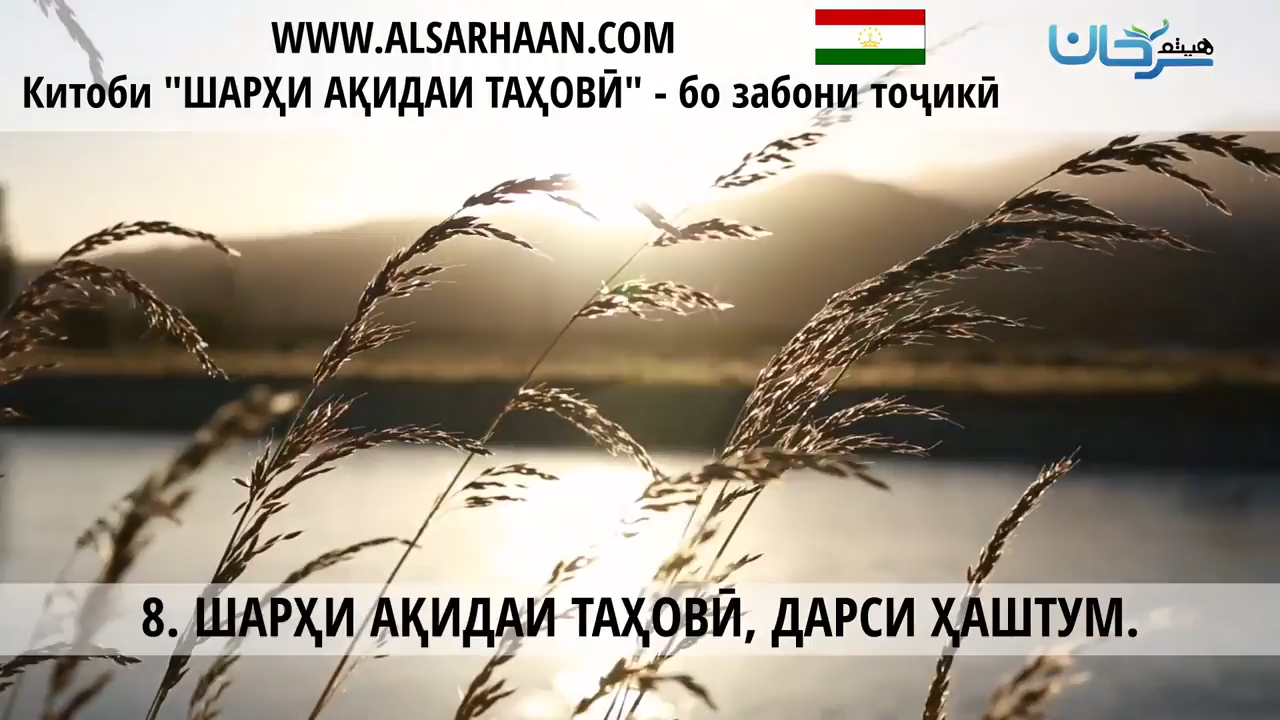 WWW.ALSARHAAN.COM
Китоби "ШАРҲИ АҚИДАИ ТАҲОВӢ" - бо забони тоҷикӣ
8. ШАРҲИ АҚИДАИ ТАҲОВӢ, ДАРСИ ҲАШТУМ.